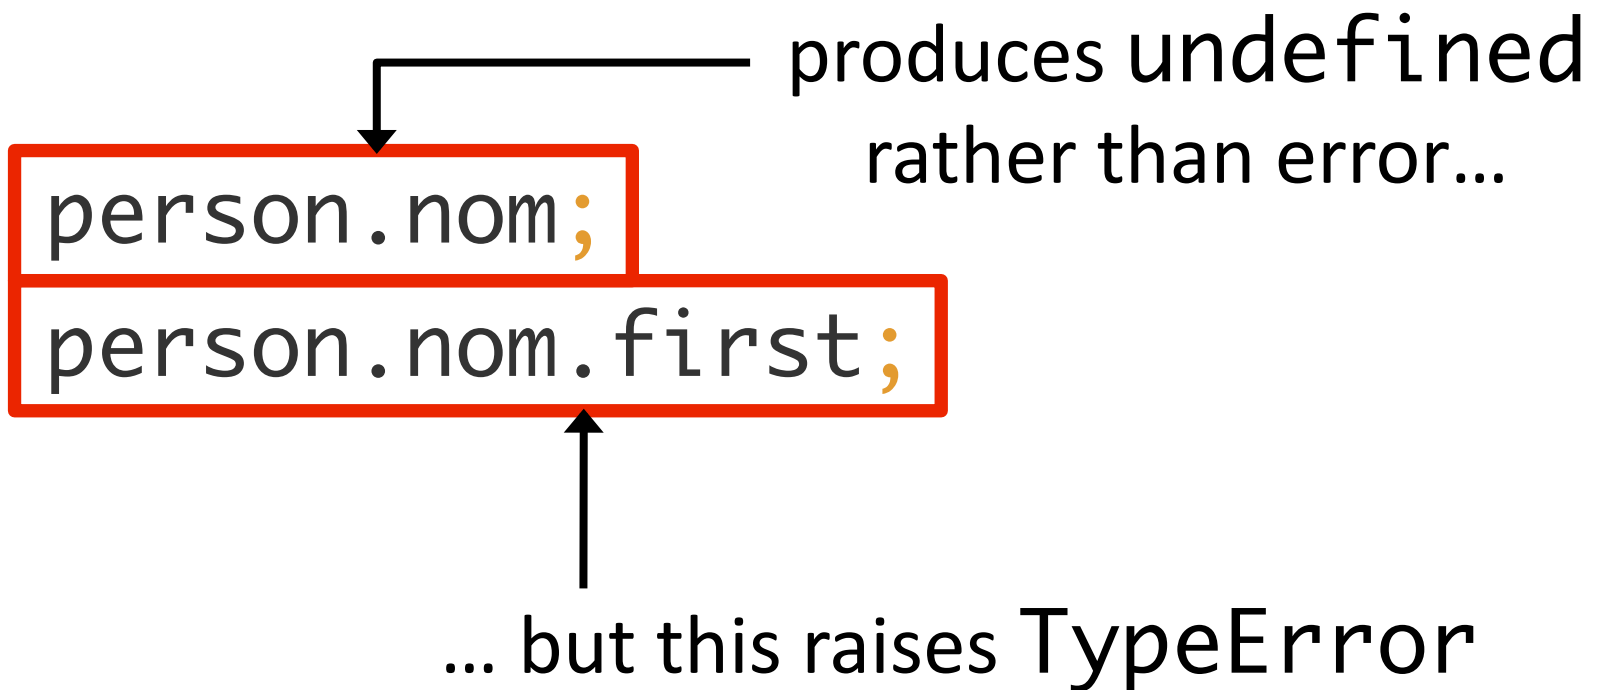 produces undefined
rather than error...
person.nom;
person.nom.first;
... but this raises TypeError